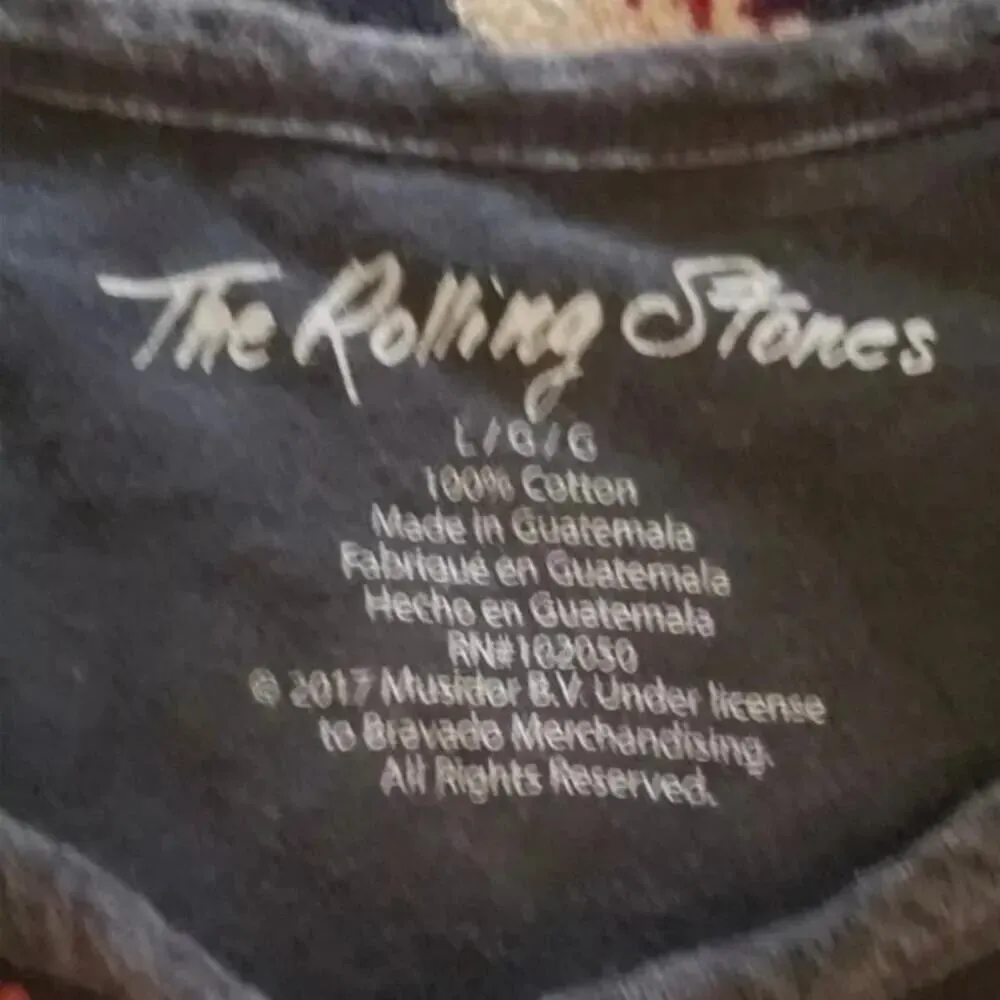 The Rolling Stones
L/G/G
100% Cotton
Made in Guatemala
Fabriqué en Guatemala
Hecho en Guatemala
RN#102050
© 2017 Musidor B.V. Under license
to Bravado Merchandising.
All Rights Reserved.